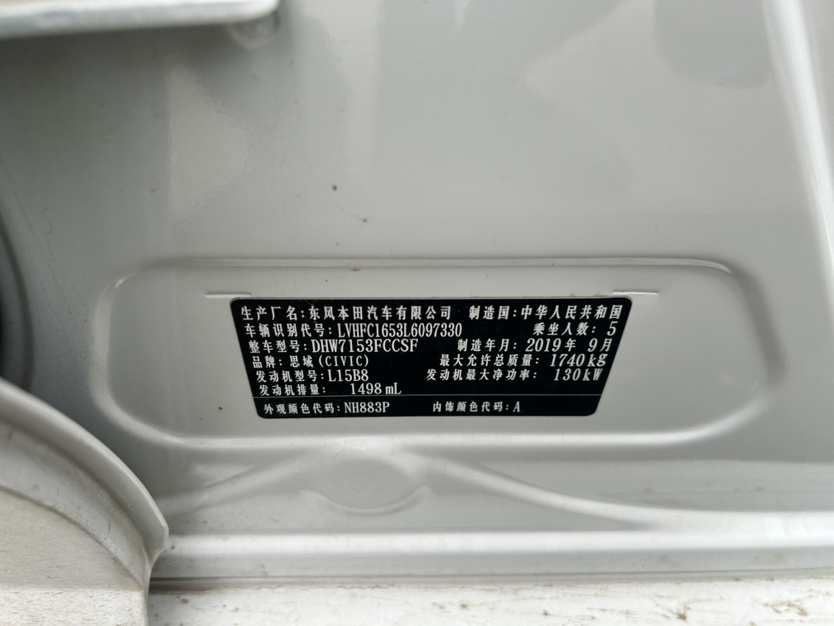 生产厂名:东风本田汽车有限公司 制造国:中华人民共和国
车辆识别代号:LVHFC1653L6097330 乘坐人数:5
整车型号:DHW7153FCCSF 制造年月:2019年9月
品牌:思域(CIVIC) 最大允许总质量:1740kg
发动机型号:L15B8 发动机最大净功率:130kW
发动机排量:1498mL
外观颜色代码:NH883P 内饰颜色代码:A